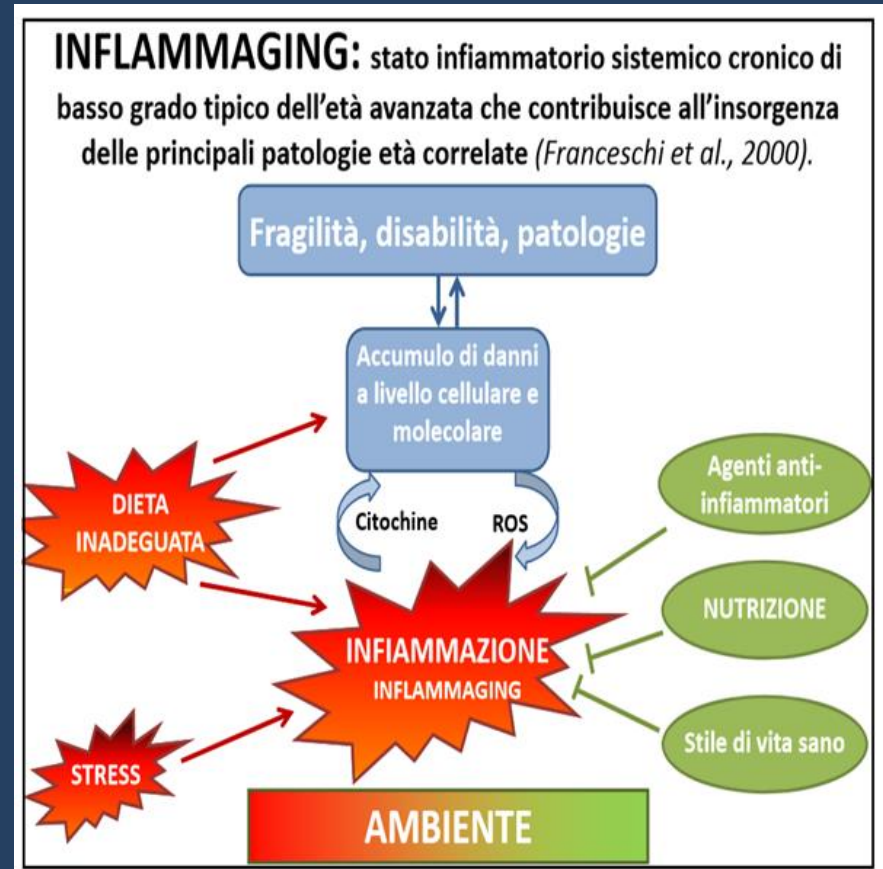 INFLAMMAGING: stato infiammatorio sistemico cronico di
basso grado tipico dell'età avanzata che contribuisce all'insorgenza
delle principali patologie età correlate (Franceschi et al., 2000).
Fragilità, disabilità, patologie
Accumulo di danni
a livello cellulare e
molecolare
Citochine
ROS
DIETA
INADEGUATA
Agenti anti-
infiammatori
NUTRIZIONE
INFIAMMAZIONE
INFLAMMAGING
Stile di vita sano
STRESS
AMBIENTE